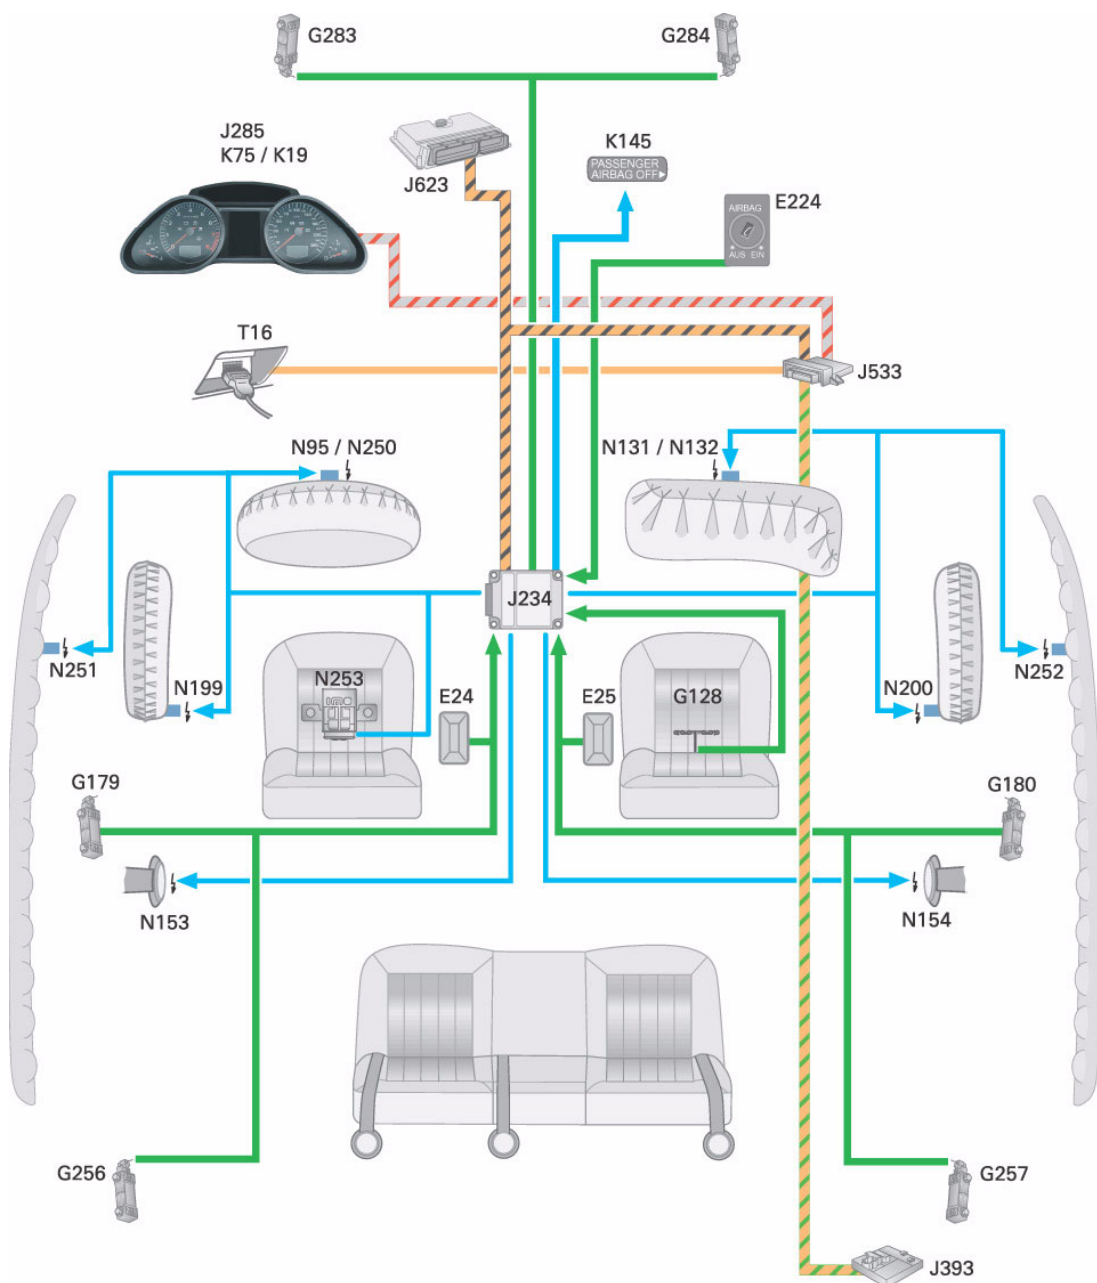 G283
G284
J285
K75 / K19
J623
K145
PASSENGER
AIRBAG OFF
E224
AIRBAG
AUS EIN
T16
J533
N95 / N250
N131 / N132
J234
N251
N199
N253
E24
E25
G128
N200
N252
G179
G180
N153
N154
G256
G257
J393